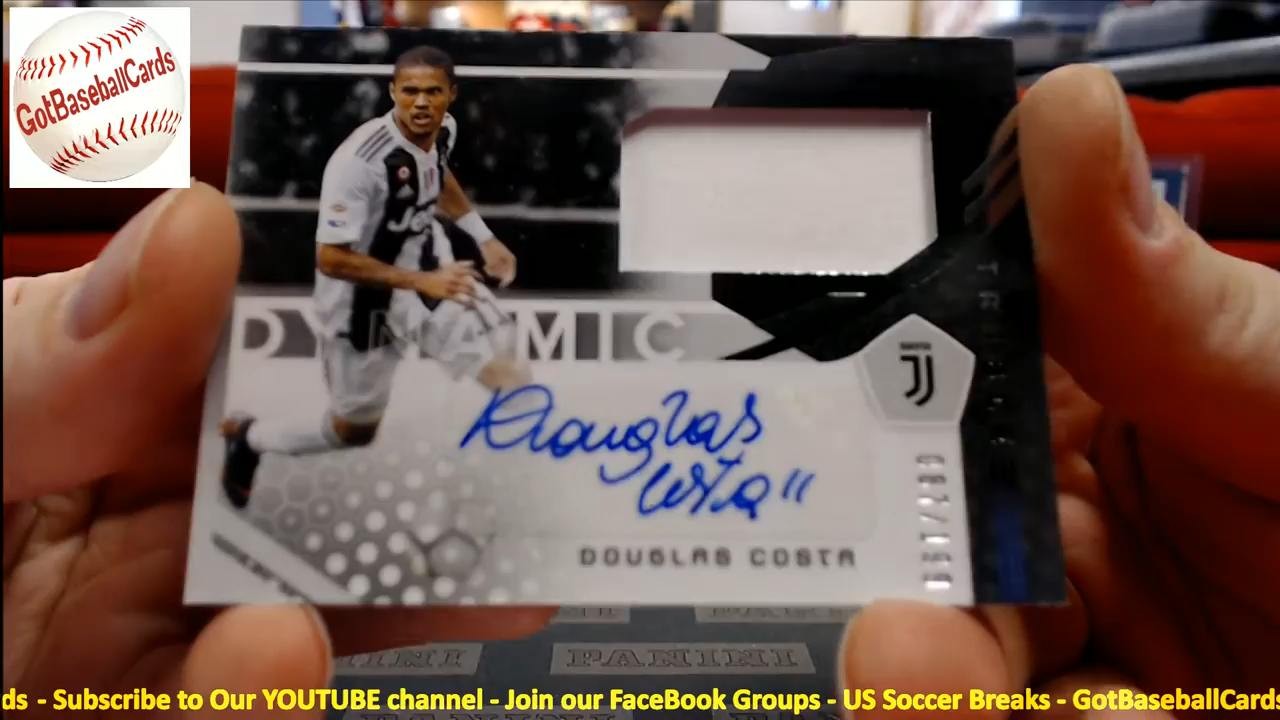 GotBaseballCards
DYNAMIC
Douglas
Costa 11
DOUGLAS COSTA
PANINI
ds - Subscribe to Our YOUTUBE channel - Join our FaceBook Groups - US Soccer Breaks - GotBaseballCards